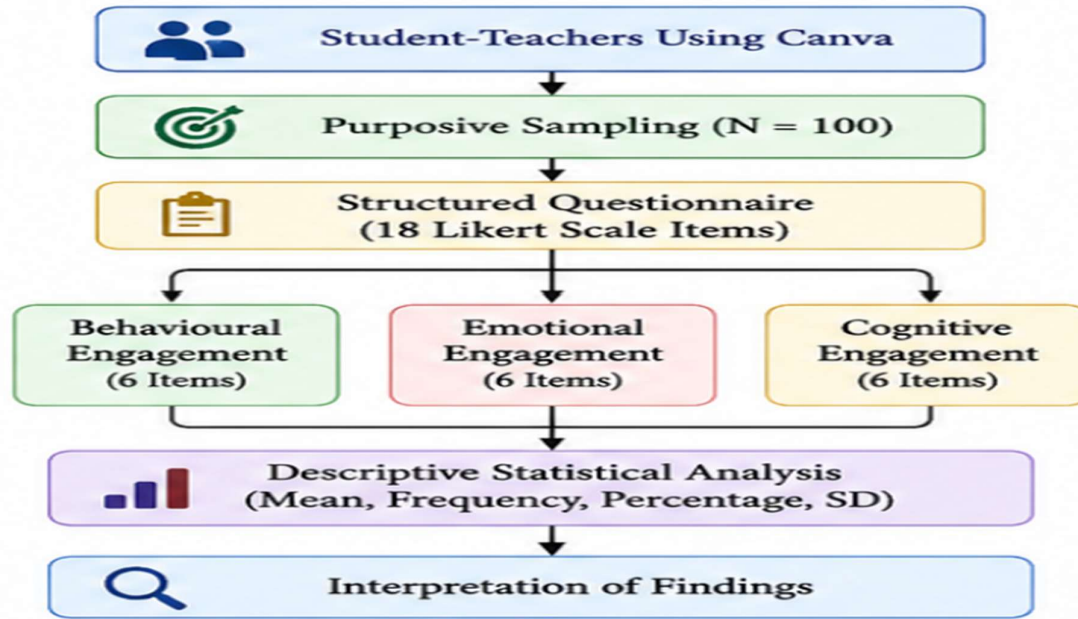 Student-Teachers Using Canva
Purposive Sampling (N = 100)
Structured Questionnaire
(18 Likert Scale Items)
Behavioural
Engagement
(6 Items)
Emotional
Engagement
(6 Items)
Cognitive
Engagement
(6 Items)
Descriptive Statistical Analysis
(Mean, Frequency, Percentage, SD)
Interpretation of Findings